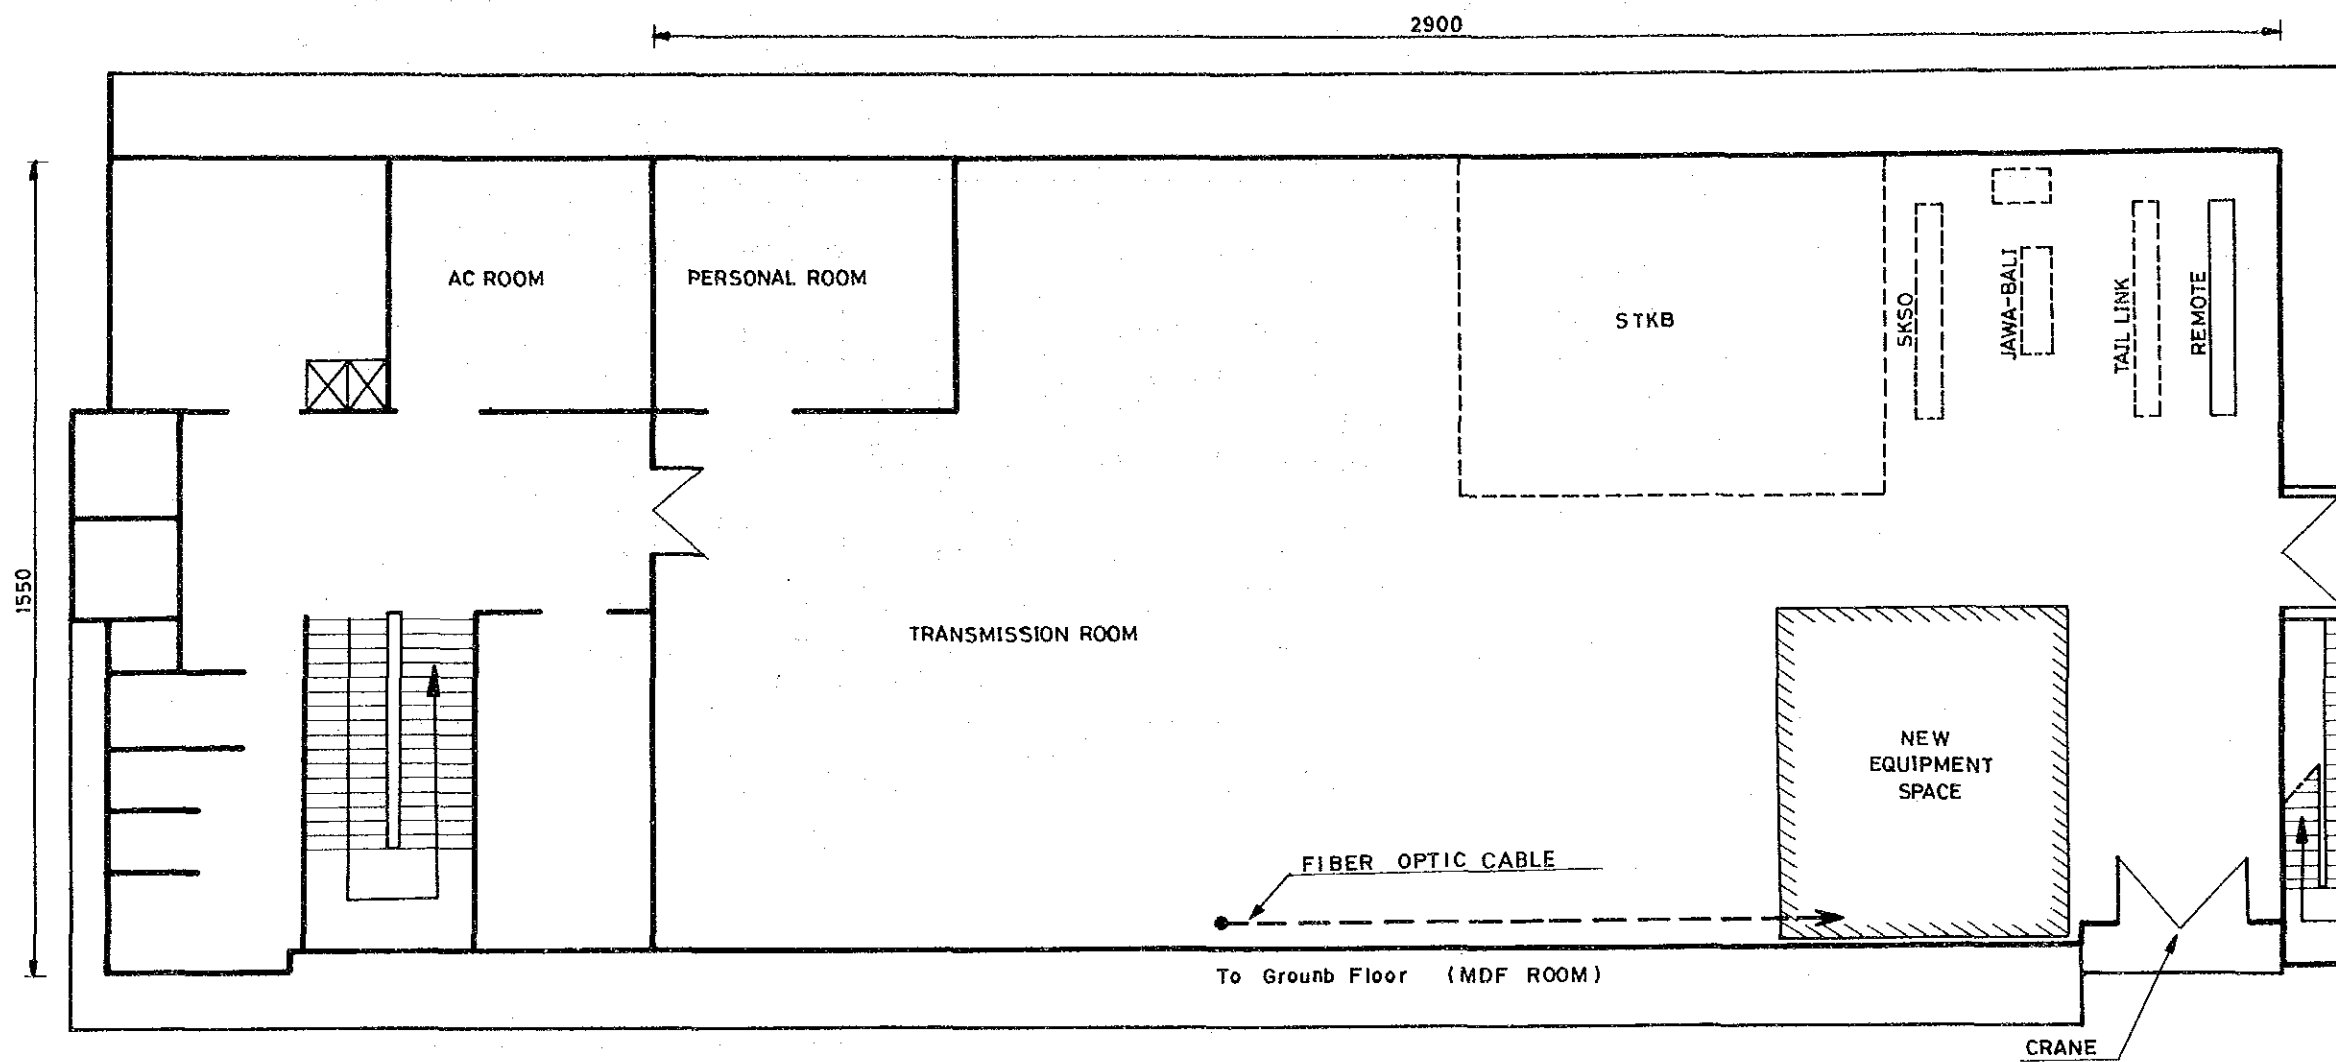 2900
AC ROOM
PERSONAL ROOM
STKB
SKSO
JAWA-BALI
TAIL LINK
REMOTE
1550
TRANSMISSION ROOM
NEW
EQUIPMENT
SPACE
FIBER OPTIC CABLE
To Grounb Floor (MDF ROOM)
CRANE